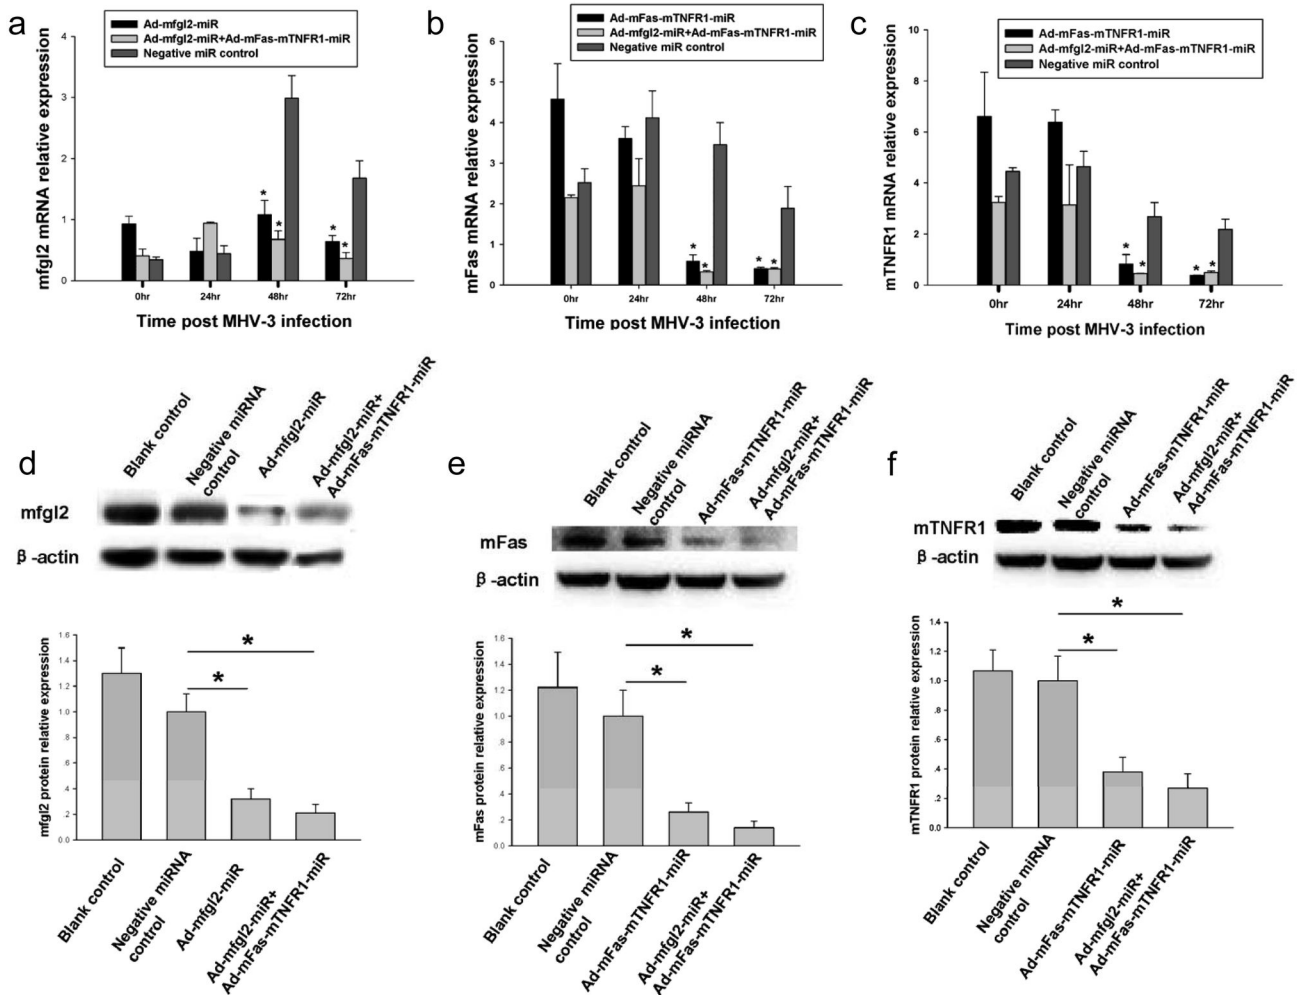 a
Ad-mfgl2-miR
Ad-mfgl2-miR+Ad-mFas-mTNFR1-miR
Negative miR control
mfgl2 mRNA relative expression
4
3
2
1
0
*
*
*
*
0hr 24hr 48hr 72hr
Time post MHV-3 infection
b
Ad-mFas-mTNFR1-miR
Ad-mfgl2-miR+Ad-mFas-mTNFR1-miR
Negative miR control
mFas mRNA relative expression
6
5
4
3
2
1
0
*
*
* *
0hr 24hr 48hr 72hr
Time post MHV-3 infection
c
Ad-mFas-mTNFR1-miR
Ad-mfgl2-miR+Ad-mFas-mTNFR1-miR
Negative miR control
mTNFR1 mRNA relative expression
10
8
6
4
2
0
*
*
* *
0hr 24hr 48hr 72hr
Time post MHV-3 infection
d
Blank control
Negative miRNA
control
Ad-mfgl2-miR
Ad-mfgl2-miR+
Ad-mFas-mTNFR1-miR
mfgl2
β -actin
mfgl2 protein relative expression
1.6
1.4
1.2
1.0
.8
.6
.4
.2
0.0
*
*
Blank control
Negative miRNA
control
Ad-mfgl2-miR
Ad-mfgl2-miR+
Ad-mFas-mTNFR1-miR
e
Blank control
Negative miRNA
control
Ad-mFas-mTNFR1-miR
Ad-mfgl2-miR+
Ad-mFas-mTNFR1-miR
mFas
β -actin
mFas protein relative expression
1.6
1.4
1.2
1.0
.8
.6
.4
.2
0.0
*
*
Blank control
Negative miRNA
control
Ad-mFas-mTNFR1-miR
Ad-mfgl2-miR+
Ad-mFas-mTNFR1-miR
f
Blank control
Negative miRNA
control
Ad-mFas-mTNFR1-miR
Ad-mfgl2-miR+
Ad-mFas-mTNFR1-miR
mTNFR1
β -actin
mTNFR1 protein relative expression
1.4
1.2
1.0
.8
.6
.4
.2
0.0
*
*
Blank control
Negative miRNA
control
Ad-mFas-mTNFR1-miR
Ad-mfgl2-miR+
Ad-mFas-mTNFR1-miR